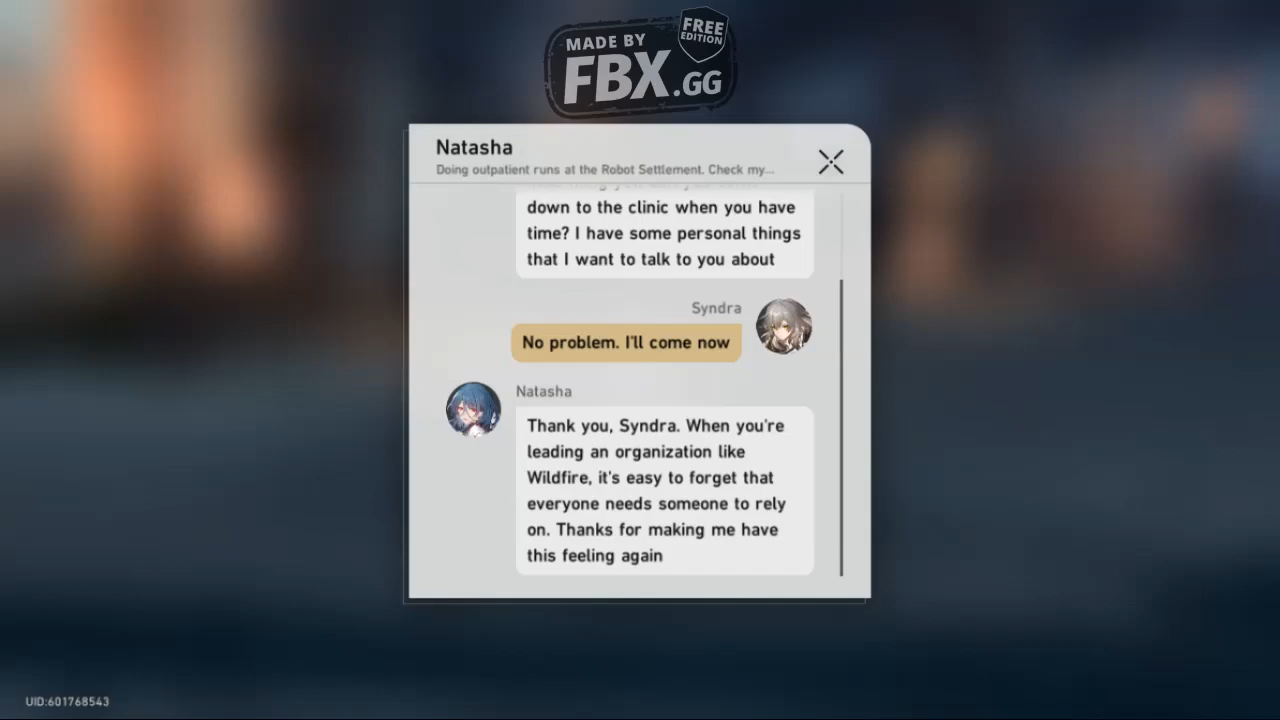 MADE BY
FREE
EDITION
FBX.GG
Natasha
Doing outpatient runs at the Robot Settlement. Check my...
down to the clinic when you have
time? I have some personal things
that I want to talk to you about
Syndra
No problem. I'll come now
Natasha
Thank you, Syndra. When you're
leading an organization like
Wildfire, it's easy to forget that
everyone needs someone to rely
on. Thanks for making me have
this feeling again
UID:601768543